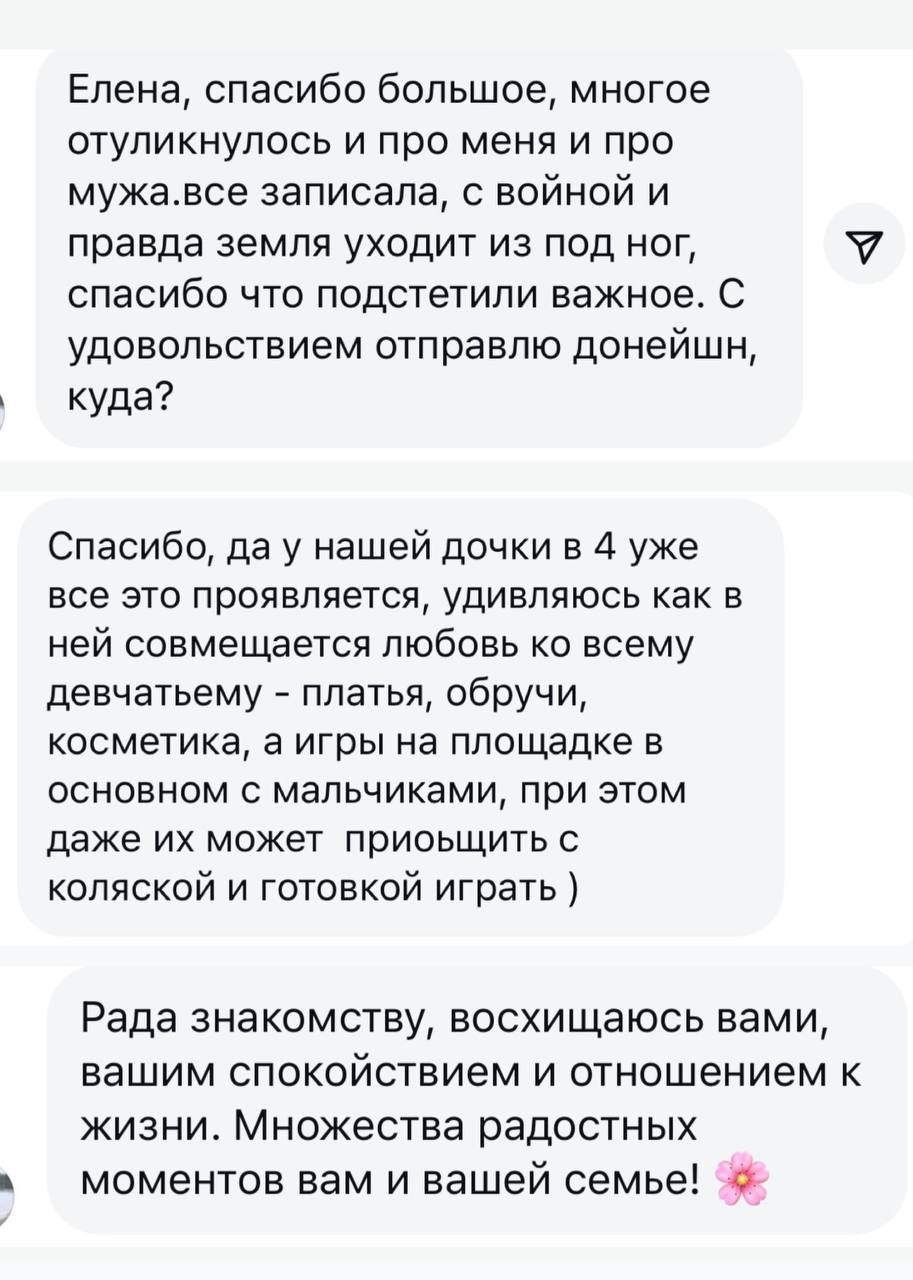 Елена, спасибо большое, многое
отуликнулось и про меня и про
мужа.все записала, с войной и
правда земля уходит из под ног,
спасибо что подстетили важное. С
удовольствием отправлю донейшн,
куда?
Спасибо, да у нашей дочки в 4 уже
все это проявляется, удивляюсь как в
ней совмещается любовь ко всему
девчатьему - платья, обручи,
косметика, а игры на площадке в
основном с мальчиками, при этом
даже их может  приоьщить с
коляской и готовкой играть )
Рада знакомству, восхищаюсь вами,
вашим спокойствием и отношением к
жизни. Множества радостных
моментов вам и вашей семье! 🌸